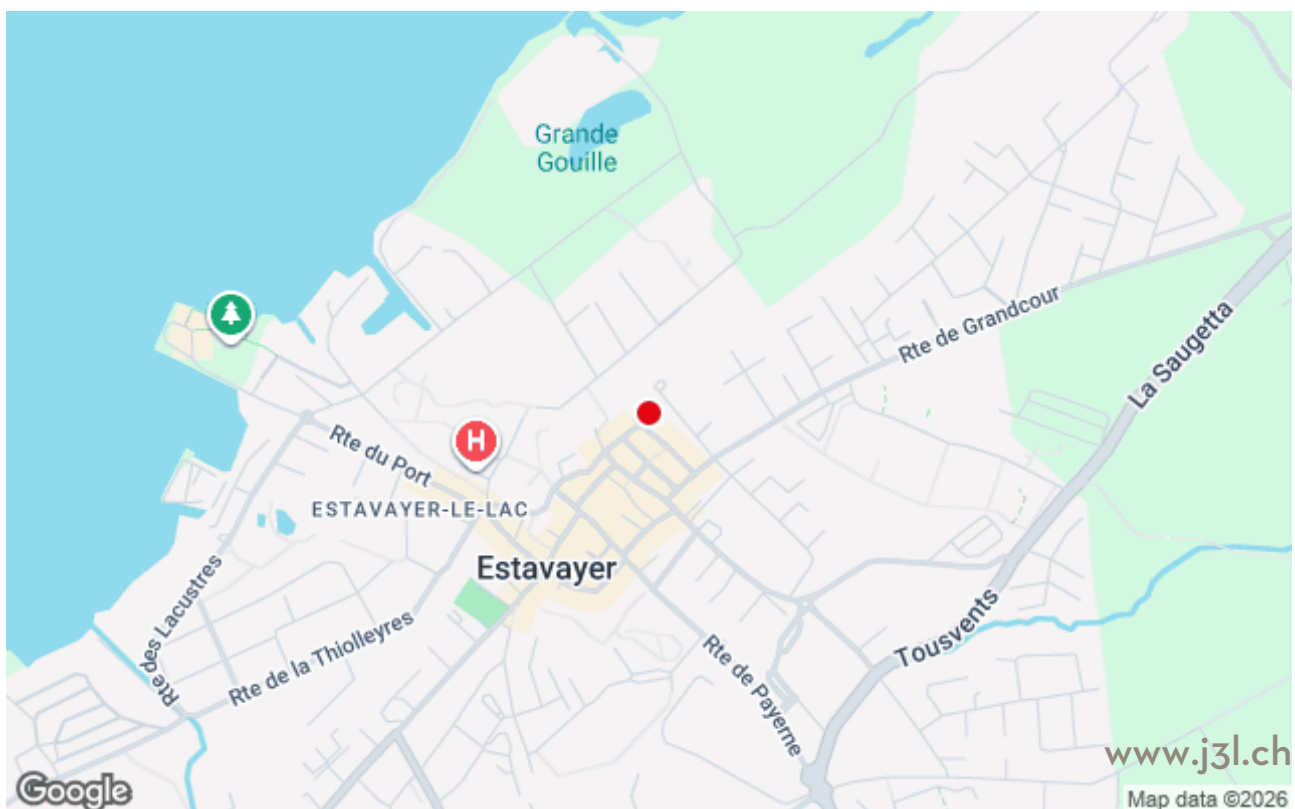 Grande
Gouille
Rte de Grandcour
La Saugetta
H
Rte du Port
ESTAVAYER-LE-LAC
Estavayer
Rte des Lacustres
Rte de la Thiolleyres
Tousvents
Rte de Payerne
www.j3l.ch
Google
Map data ©2026